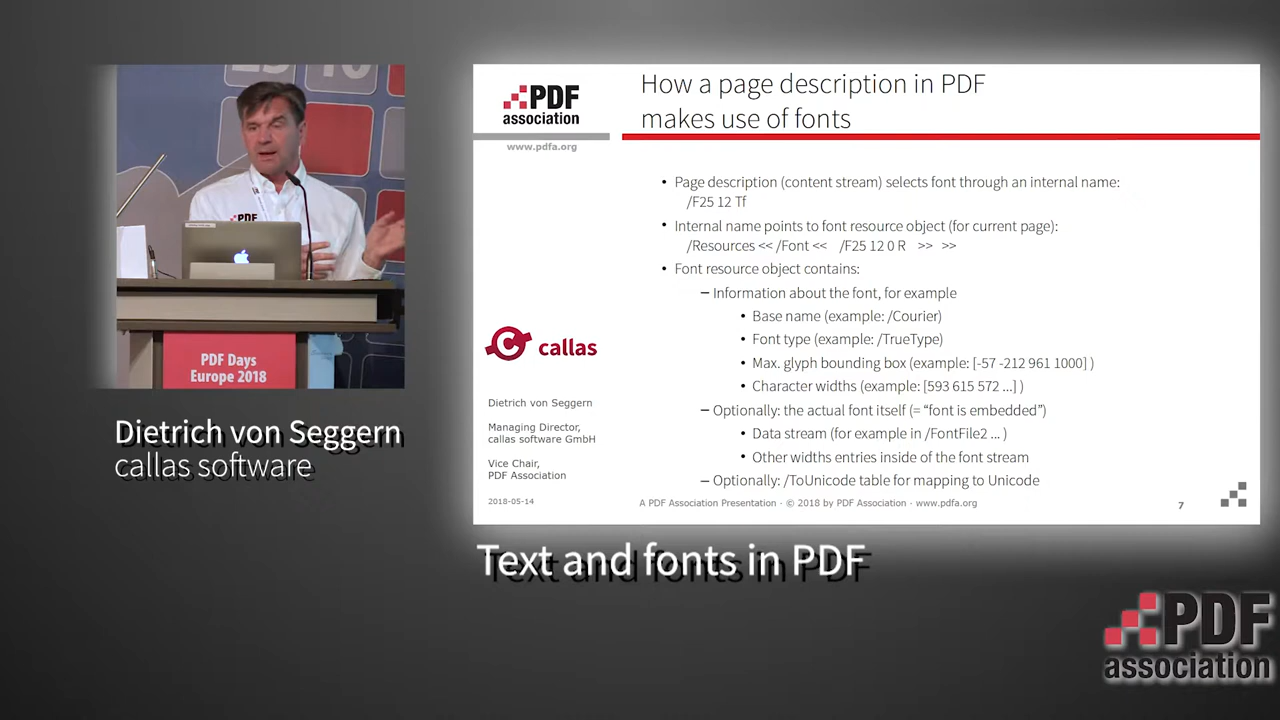 PDF
PDF Days
Europe 2018
Dietrich von Seggern
callas software
PDF
association
www.pdfa.org
How a page description in PDF
makes use of fonts
• Page description (content stream) selects font through an internal name:
/F25 12 Tf
• Internal name points to font resource object (for current page):
/Resources << /Font << /F25 12 0 R >> >>
• Font resource object contains:
– Information about the font, for example
• Base name (example: /Courier)
• Font type (example: /TrueType)
• Max. glyph bounding box (example: [-57 -212 961 1000] )
• Character widths (example: [593 615 572 ...] )
– Optionally: the actual font itself (= “font is embedded”)
• Data stream (for example in /FontFile2 ... )
• Other widths entries inside of the font stream
– Optionally: /ToUnicode table for mapping to Unicode
callas
Dietrich von Seggern
Managing Director,
callas software GmbH
Vice Chair,
PDF Association
2018-05-14
A PDF Association Presentation · © 2018 by PDF Association · www.pdfa.org
7
Text and fonts in PDF
PDF
association